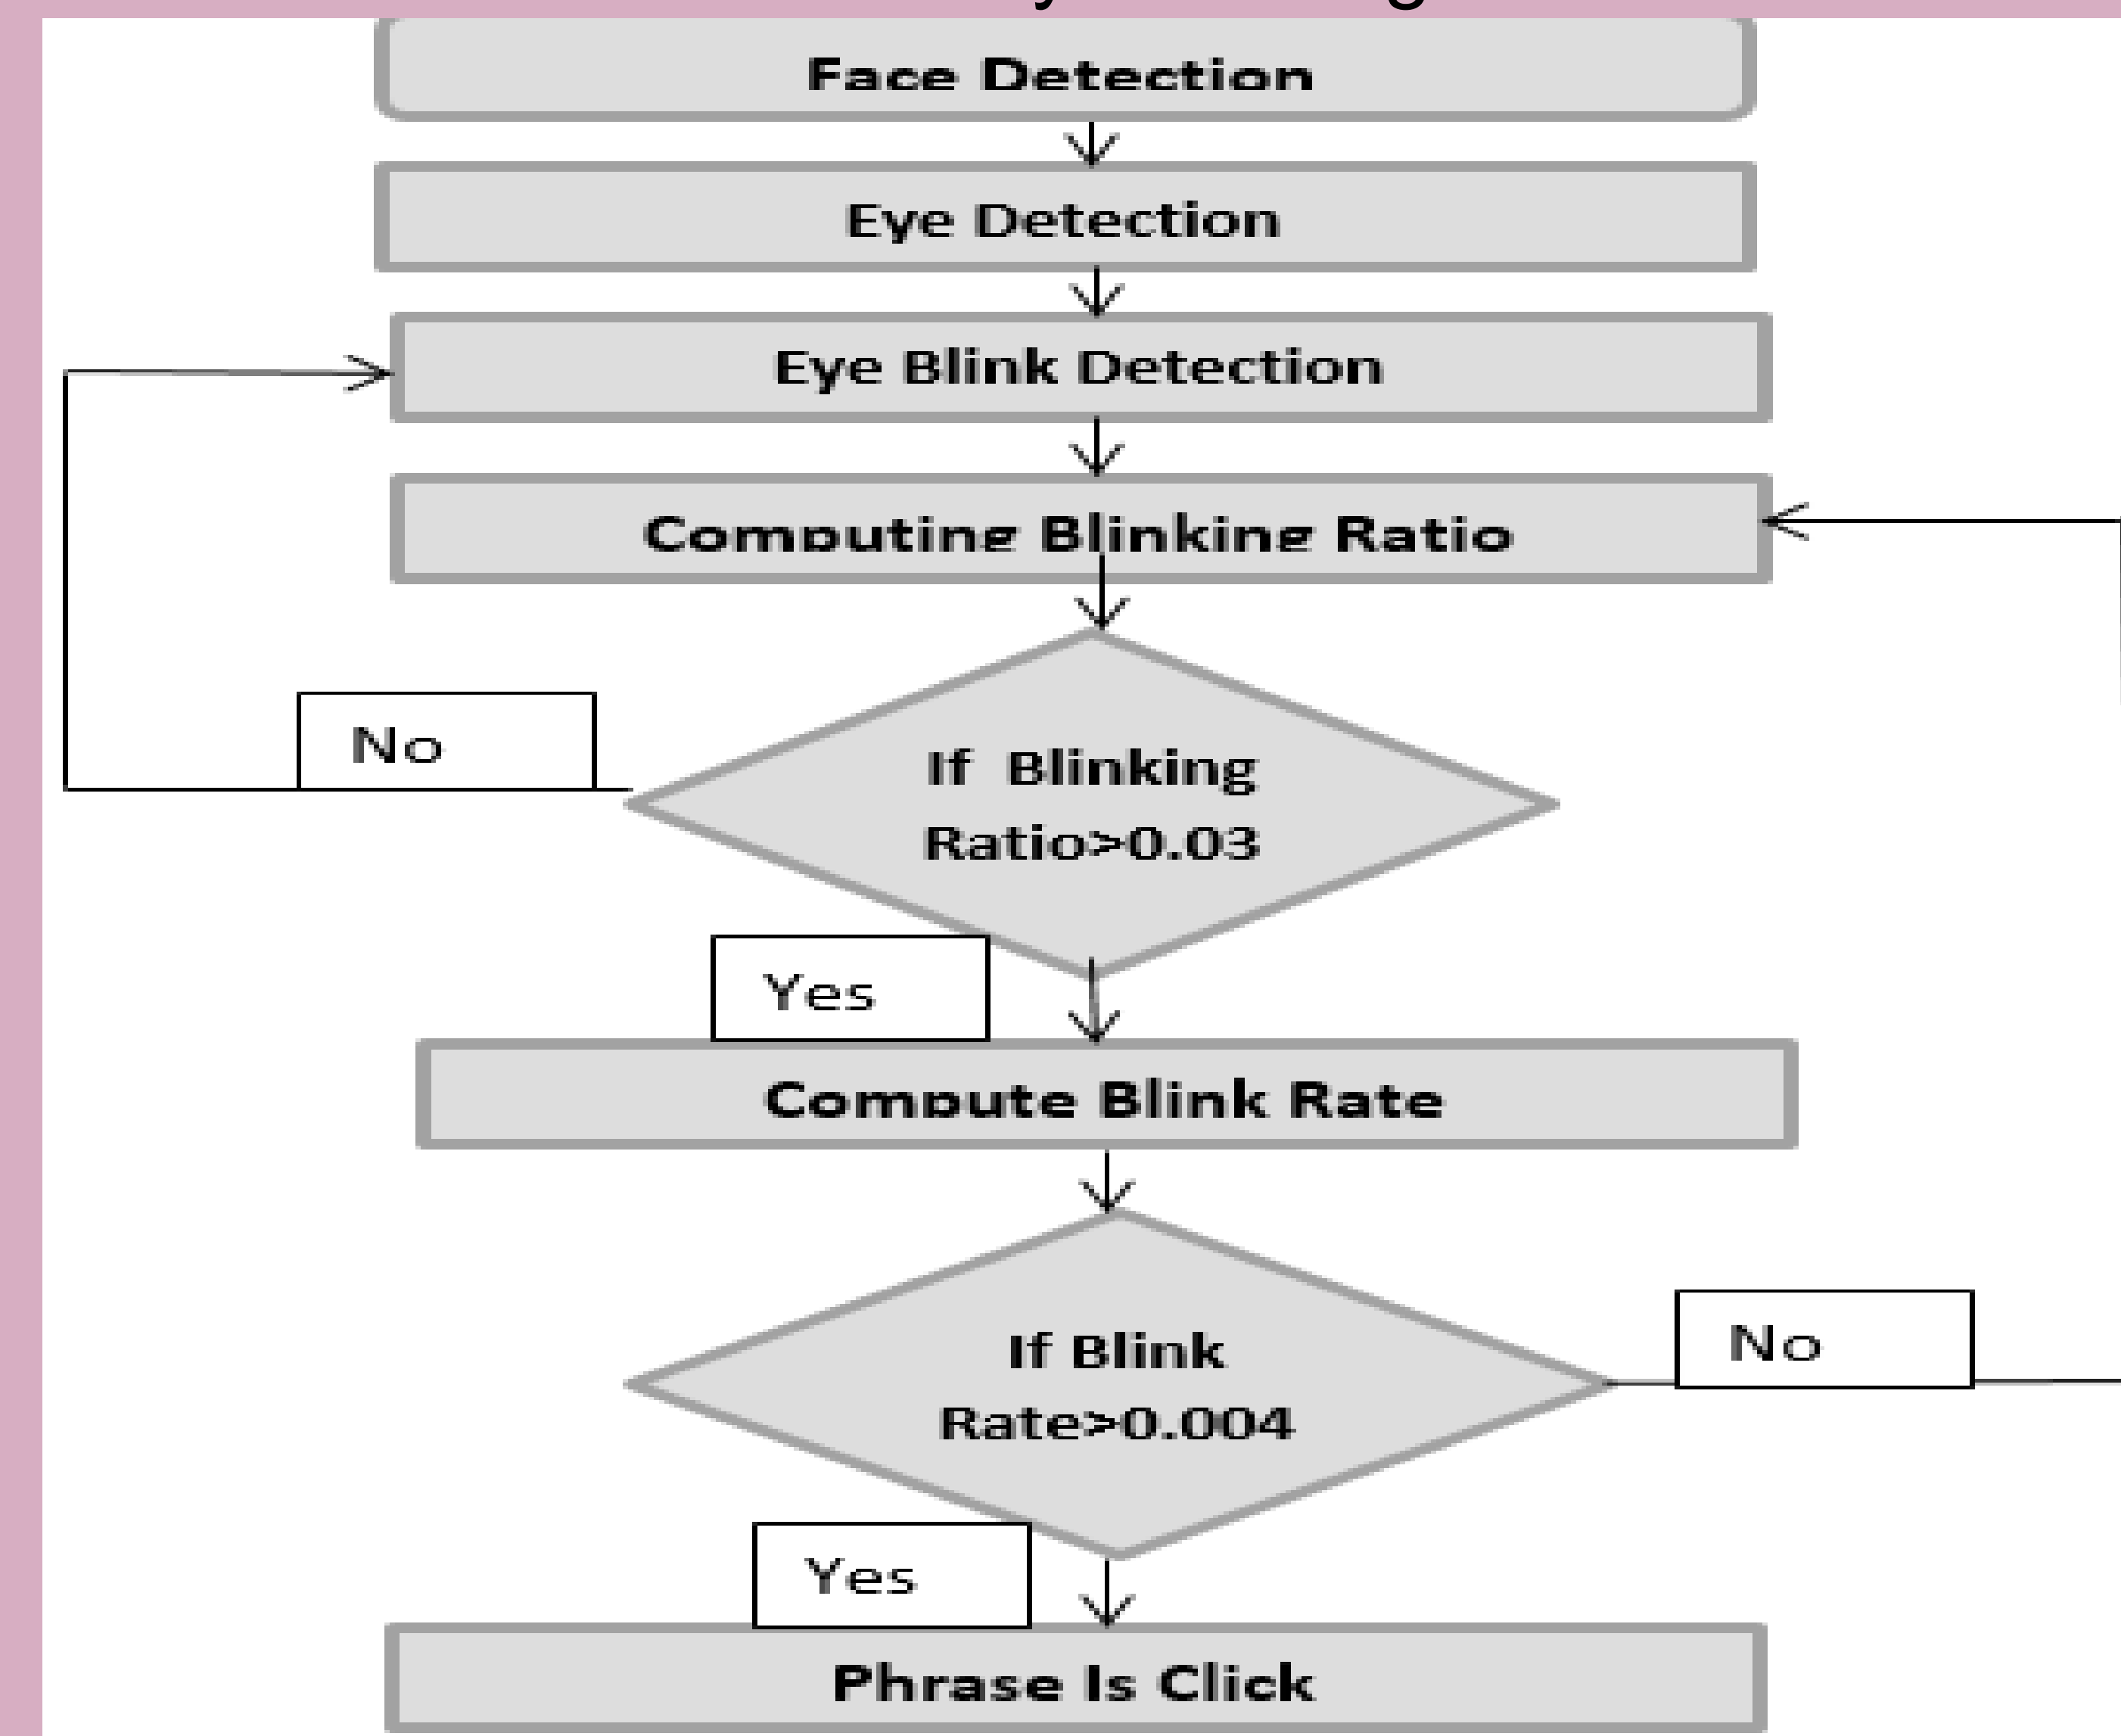 Face Detection
Eye Detection
Eye Blink Detection
Computing Blinking Ratio
No
If Blinking
Ratio>0.03
Yes
Compute Blink Rate
If Blink
Rate>0.004
No
Yes
Phrase Is Click